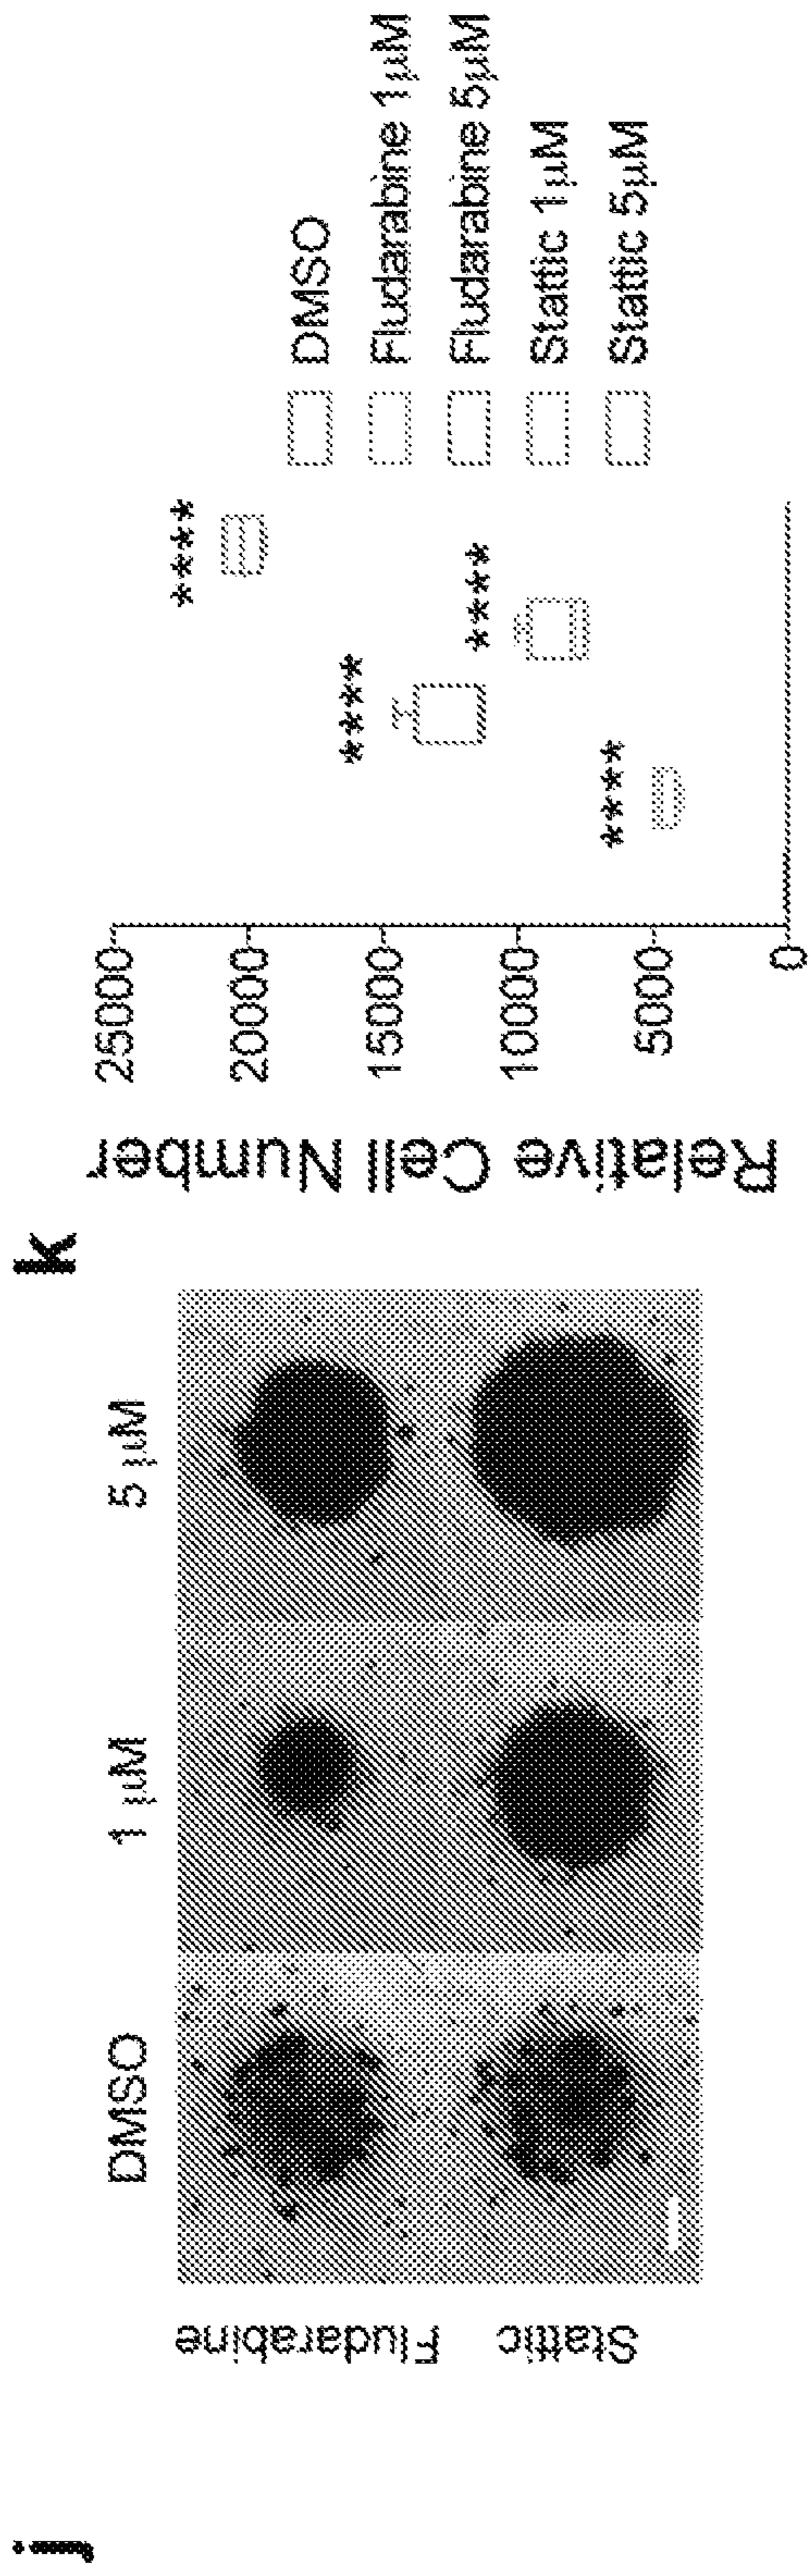 j
DMSO
1 μM
5 μM
Fludarabine
Stattic
k
Relative Cell Number
25000
20000
15000
10000
5000
0
****
****
****
****
DMSO
Fludarabine 1μM
Fludarabine 5μM
Stattic 1μM
Stattic 5μM